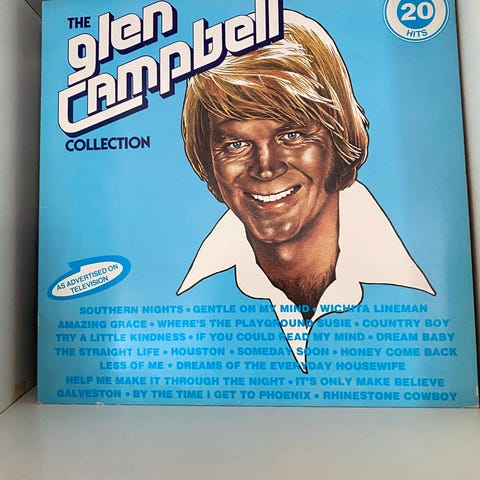 THE
glen
Campbell
COLLECTION
20
HITS
AS ADVERTISED ON
TELEVISION
SOUTHERN NIGHTS • GENTLE ON MY MIND • WICHITA LINEMAN
AMAZING GRACE • WHERE'S THE PLAYGROUND SUSIE • COUNTRY BOY
TRY A LITTLE KINDNESS • IF YOU COULD READ MY MIND • DREAM BABY
THE STRAIGHT LIFE • HOUSTON • SOMEDAY SOON • HONEY COME BACK
LESS OF ME • DREAMS OF THE EVERYDAY HOUSEWIFE
HELP ME MAKE IT THROUGH THE NIGHT • IT'S ONLY MAKE BELIEVE
GALVESTON • BY THE TIME I GET TO PHOENIX • RHINESTONE COWBOY